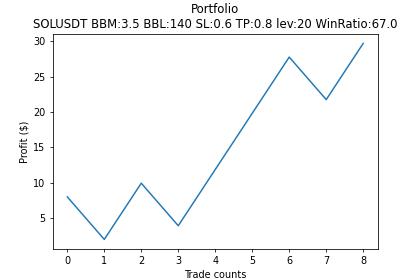 Portfolio
SOLUSDT BBM:3.5 BBL:140 SL:0.6 TP:0.8 lev:20 WinRatio:67.0
30
25
20
15
10
5
Profit ($)
0 1 2 3 4 5 6 7 8
Trade counts